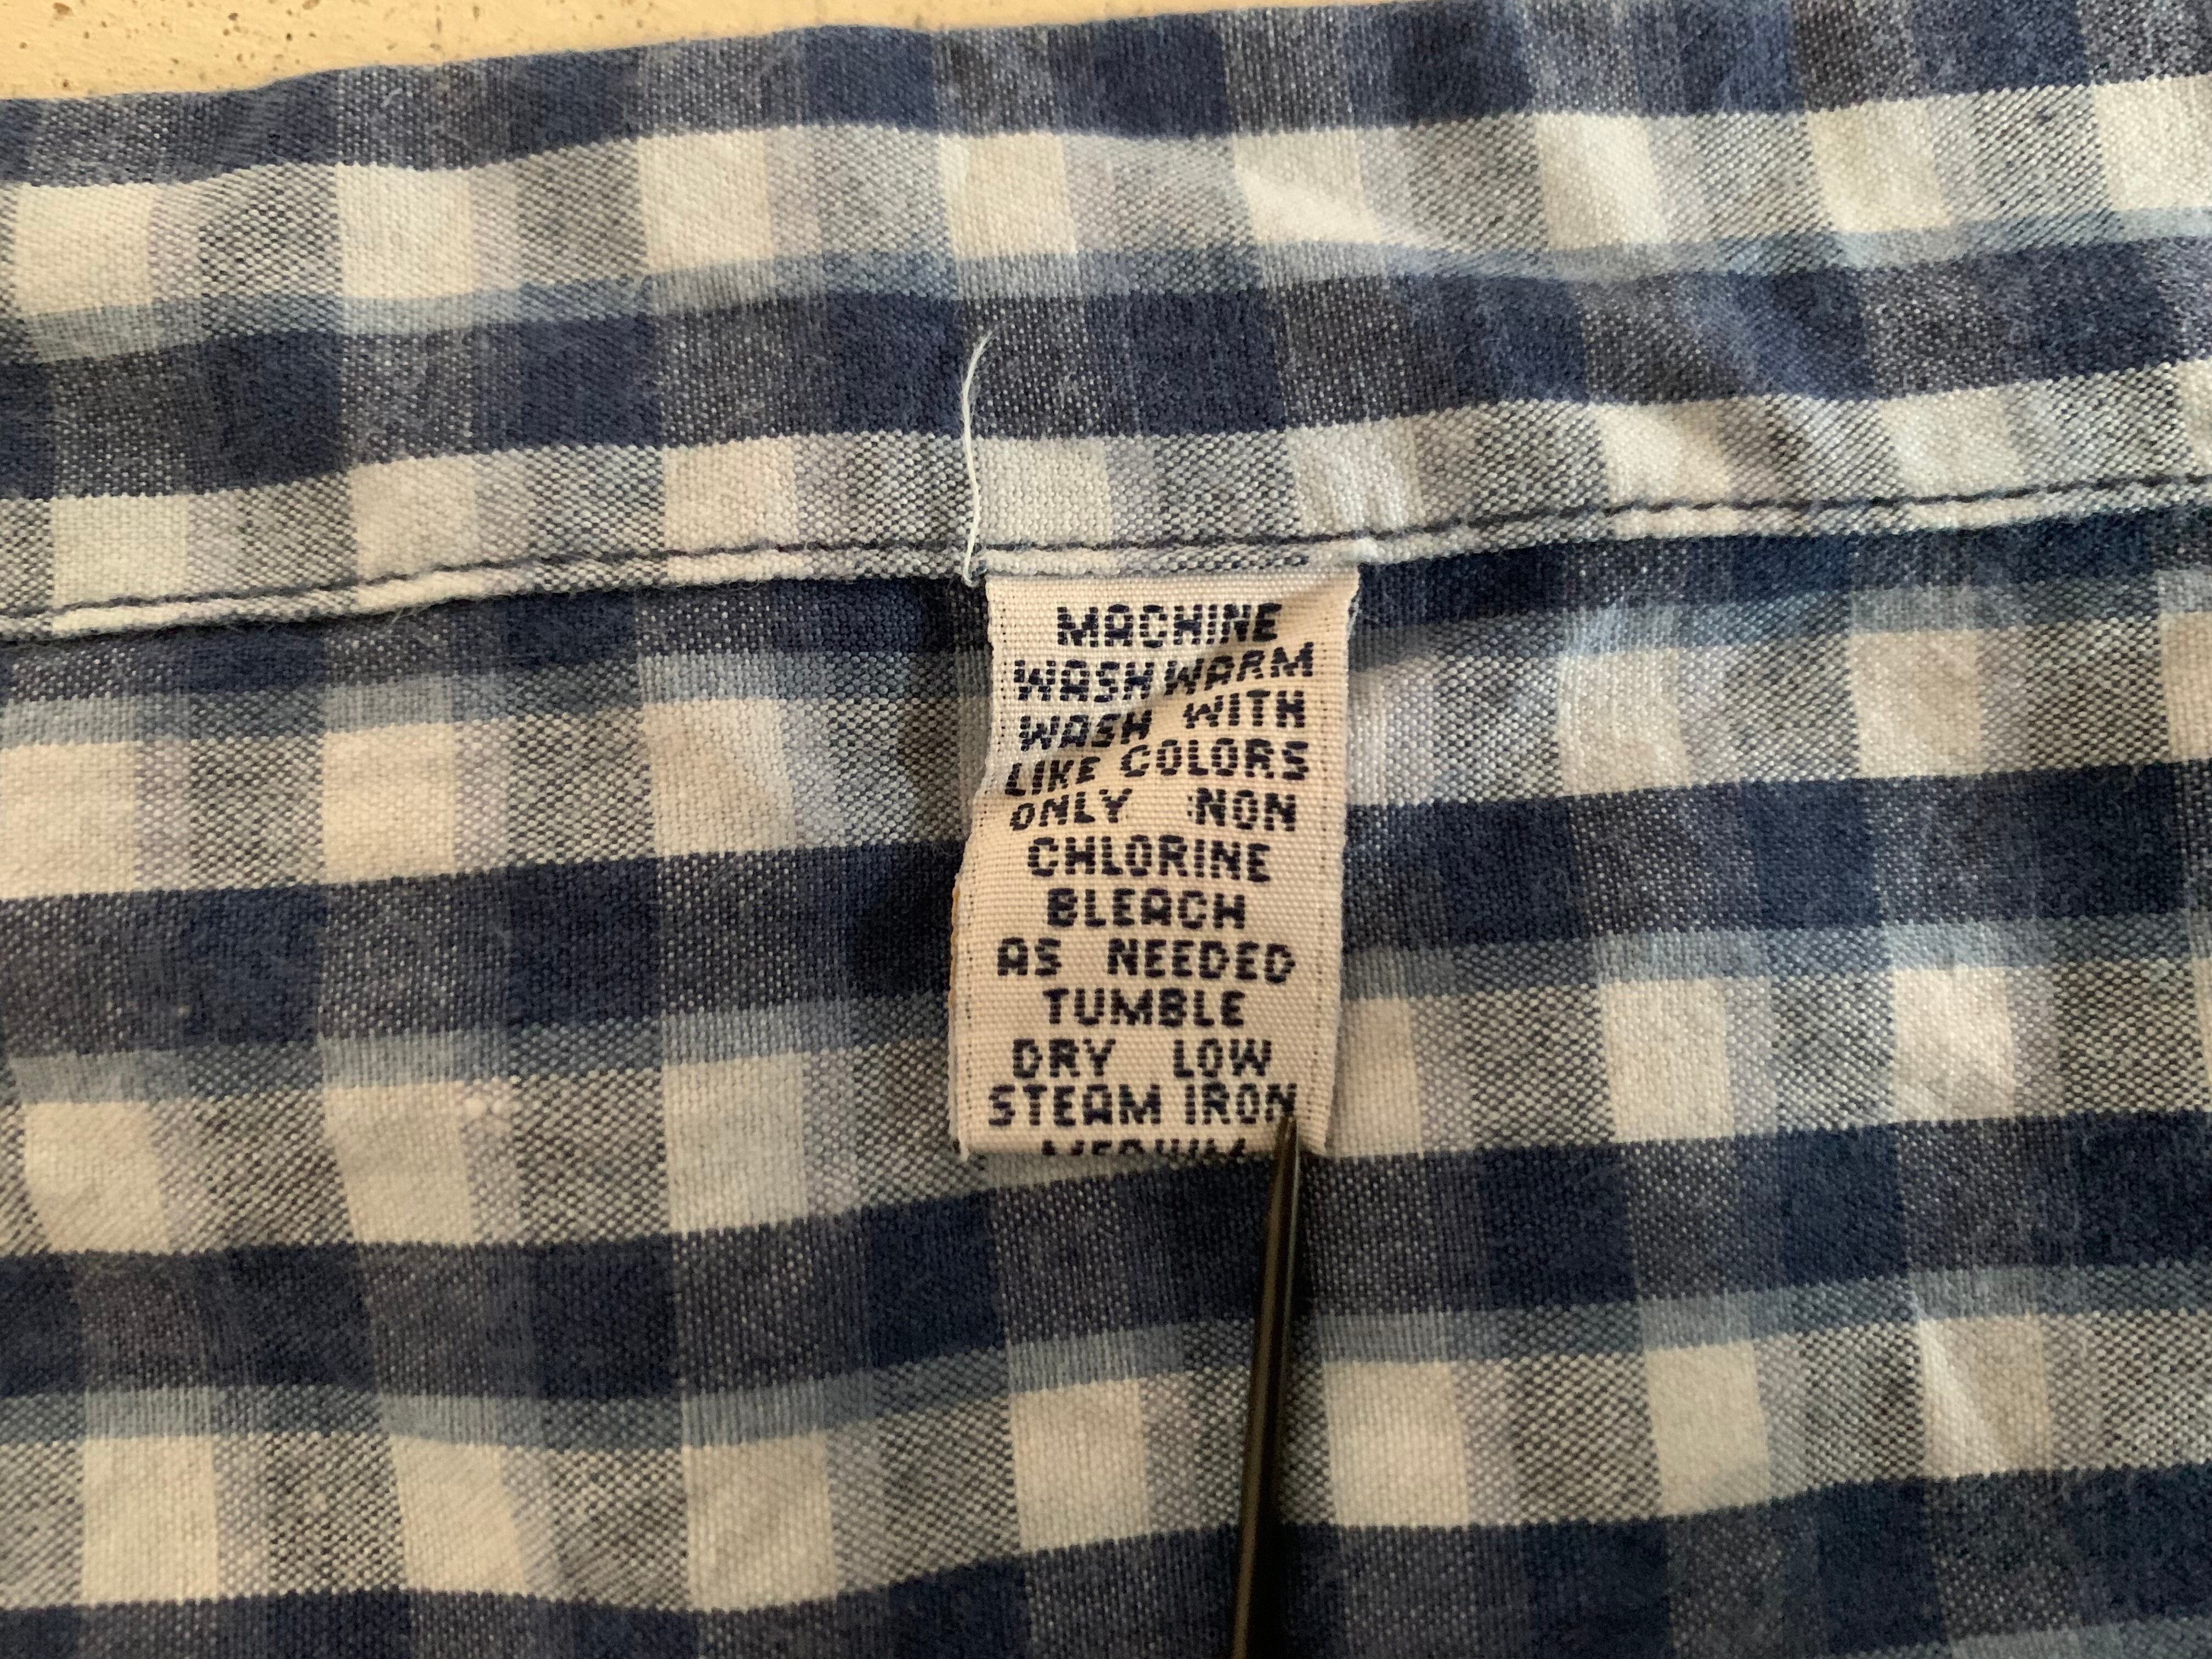 MACHINE
WASH WARM
WASH WITH
LIKE COLORS
ONLY NON
CHLORINE
BLEACH
AS NEEDED
TUMBLE
DRY LOW
STEAM IRON